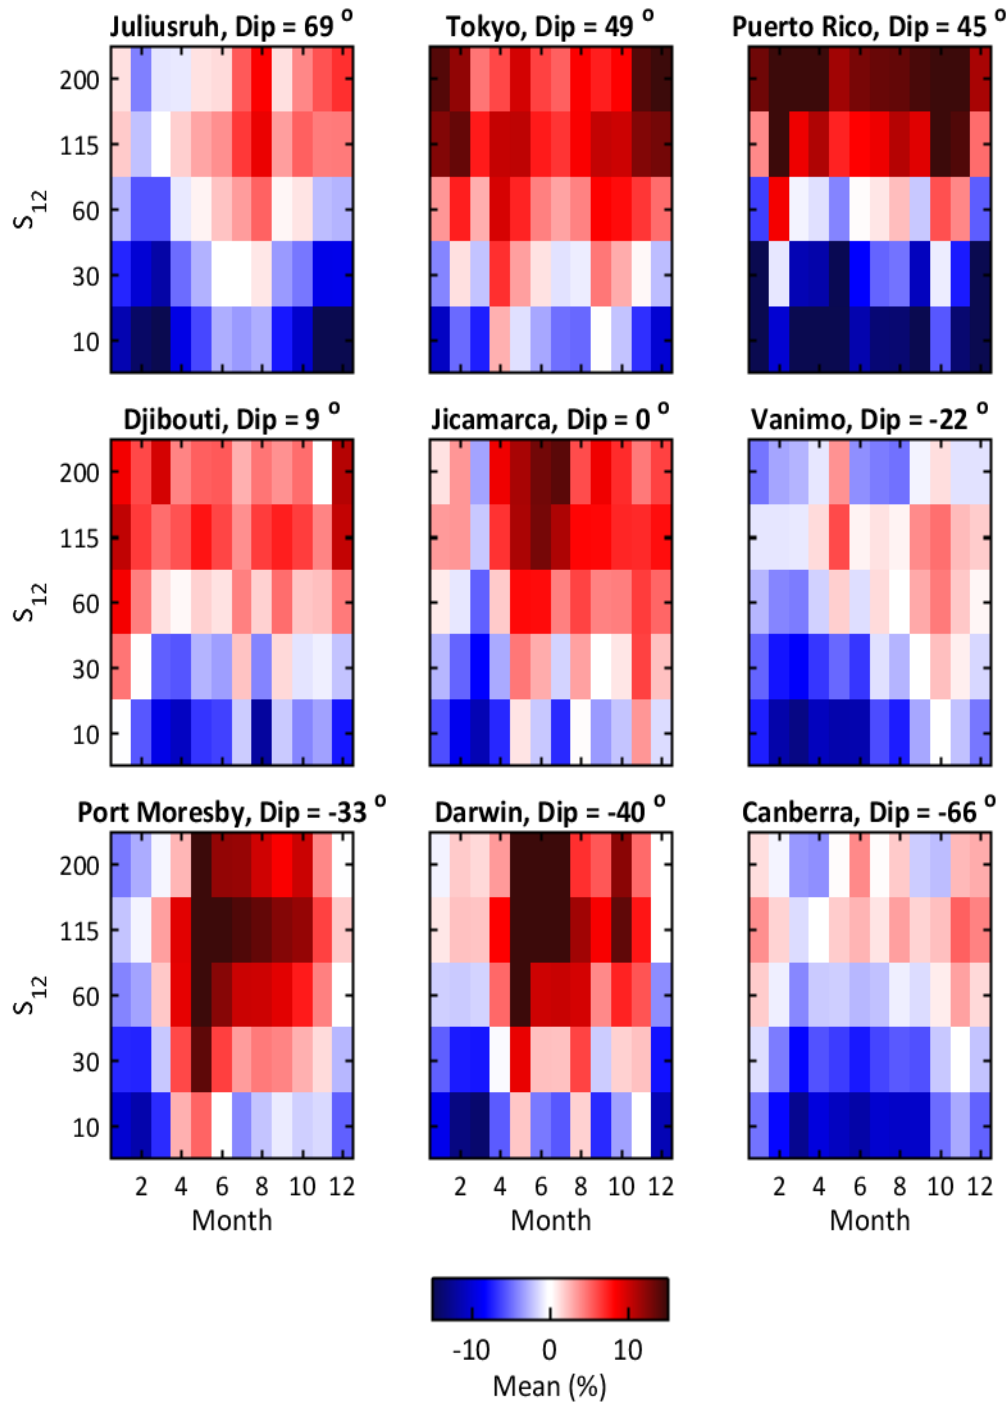 Juliusruh, Dip = 69 o Tokyo, Dip = 49 o Puerto Rico, Dip = 45 o
200
115
S12
60
30
10
Djibouti, Dip = 9 o Jicamarca, Dip = 0 o Vanimo, Dip = -22 o
200
115
S12
60
30
10
Port Moresby, Dip = -33 o Darwin, Dip = -40 o Canberra, Dip = -66 o
200
115
S12
60
30
10
2 4 6 8 10 12 2 4 6 8 10 12 2 4 6 8 10 12
Month Month Month
-10 0 10
Mean (%)